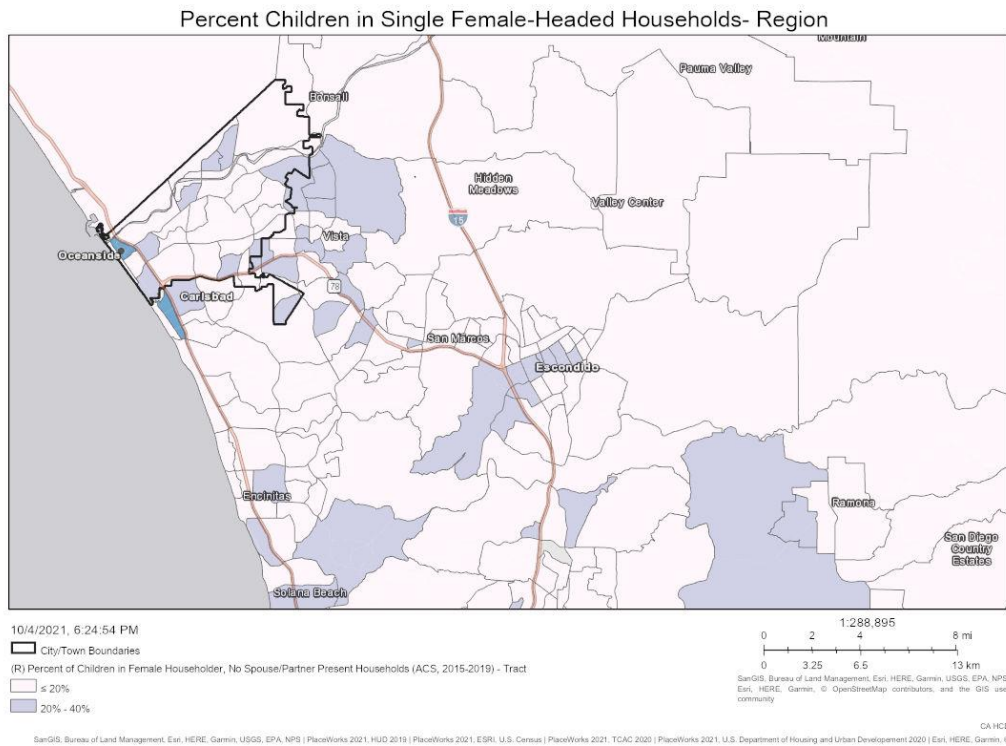 Percent Children in Single Female-Headed Households- Region
Mountain
Pauma Valley
Bonsall
Hidden
Meadows
Valley Center
15
Vista
Oceanside
78
Carlsbad
San Marcos
Escondido
Encinitas
Ramona
San Diego
Country
Estates
Solana Beach
10/4/2021, 6:24:54 PM
City/Town Boundaries
(R) Percent of Children in Female Householder, No Spouse/Partner Present Households (ACS, 2015-2019) - Tract
≤ 20%
20% - 40%
1:288,895
0 2 4 8 mi
0 3.25 6.5 13 km
SanGIS, Bureau of Land Management, Esri, HERE, Garmin, USGS, EPA, NPS
Esri, HERE, Garmin, © OpenStreetMap contributors, and the GIS use
community
CA HC
SanGIS, Bureau of Land Management, Esri, HERE, Garmin, USGS, EPA, NPS | PlaceWorks 2021, HUD 2019 | PlaceWorks 2021, ESRI, U.S. Census | PlaceWorks 2021, TCAC 2020 | PlaceWorks 2021, U.S. Department of Housing and Urban Developement 2020 | Esri, HERE, Garmin,